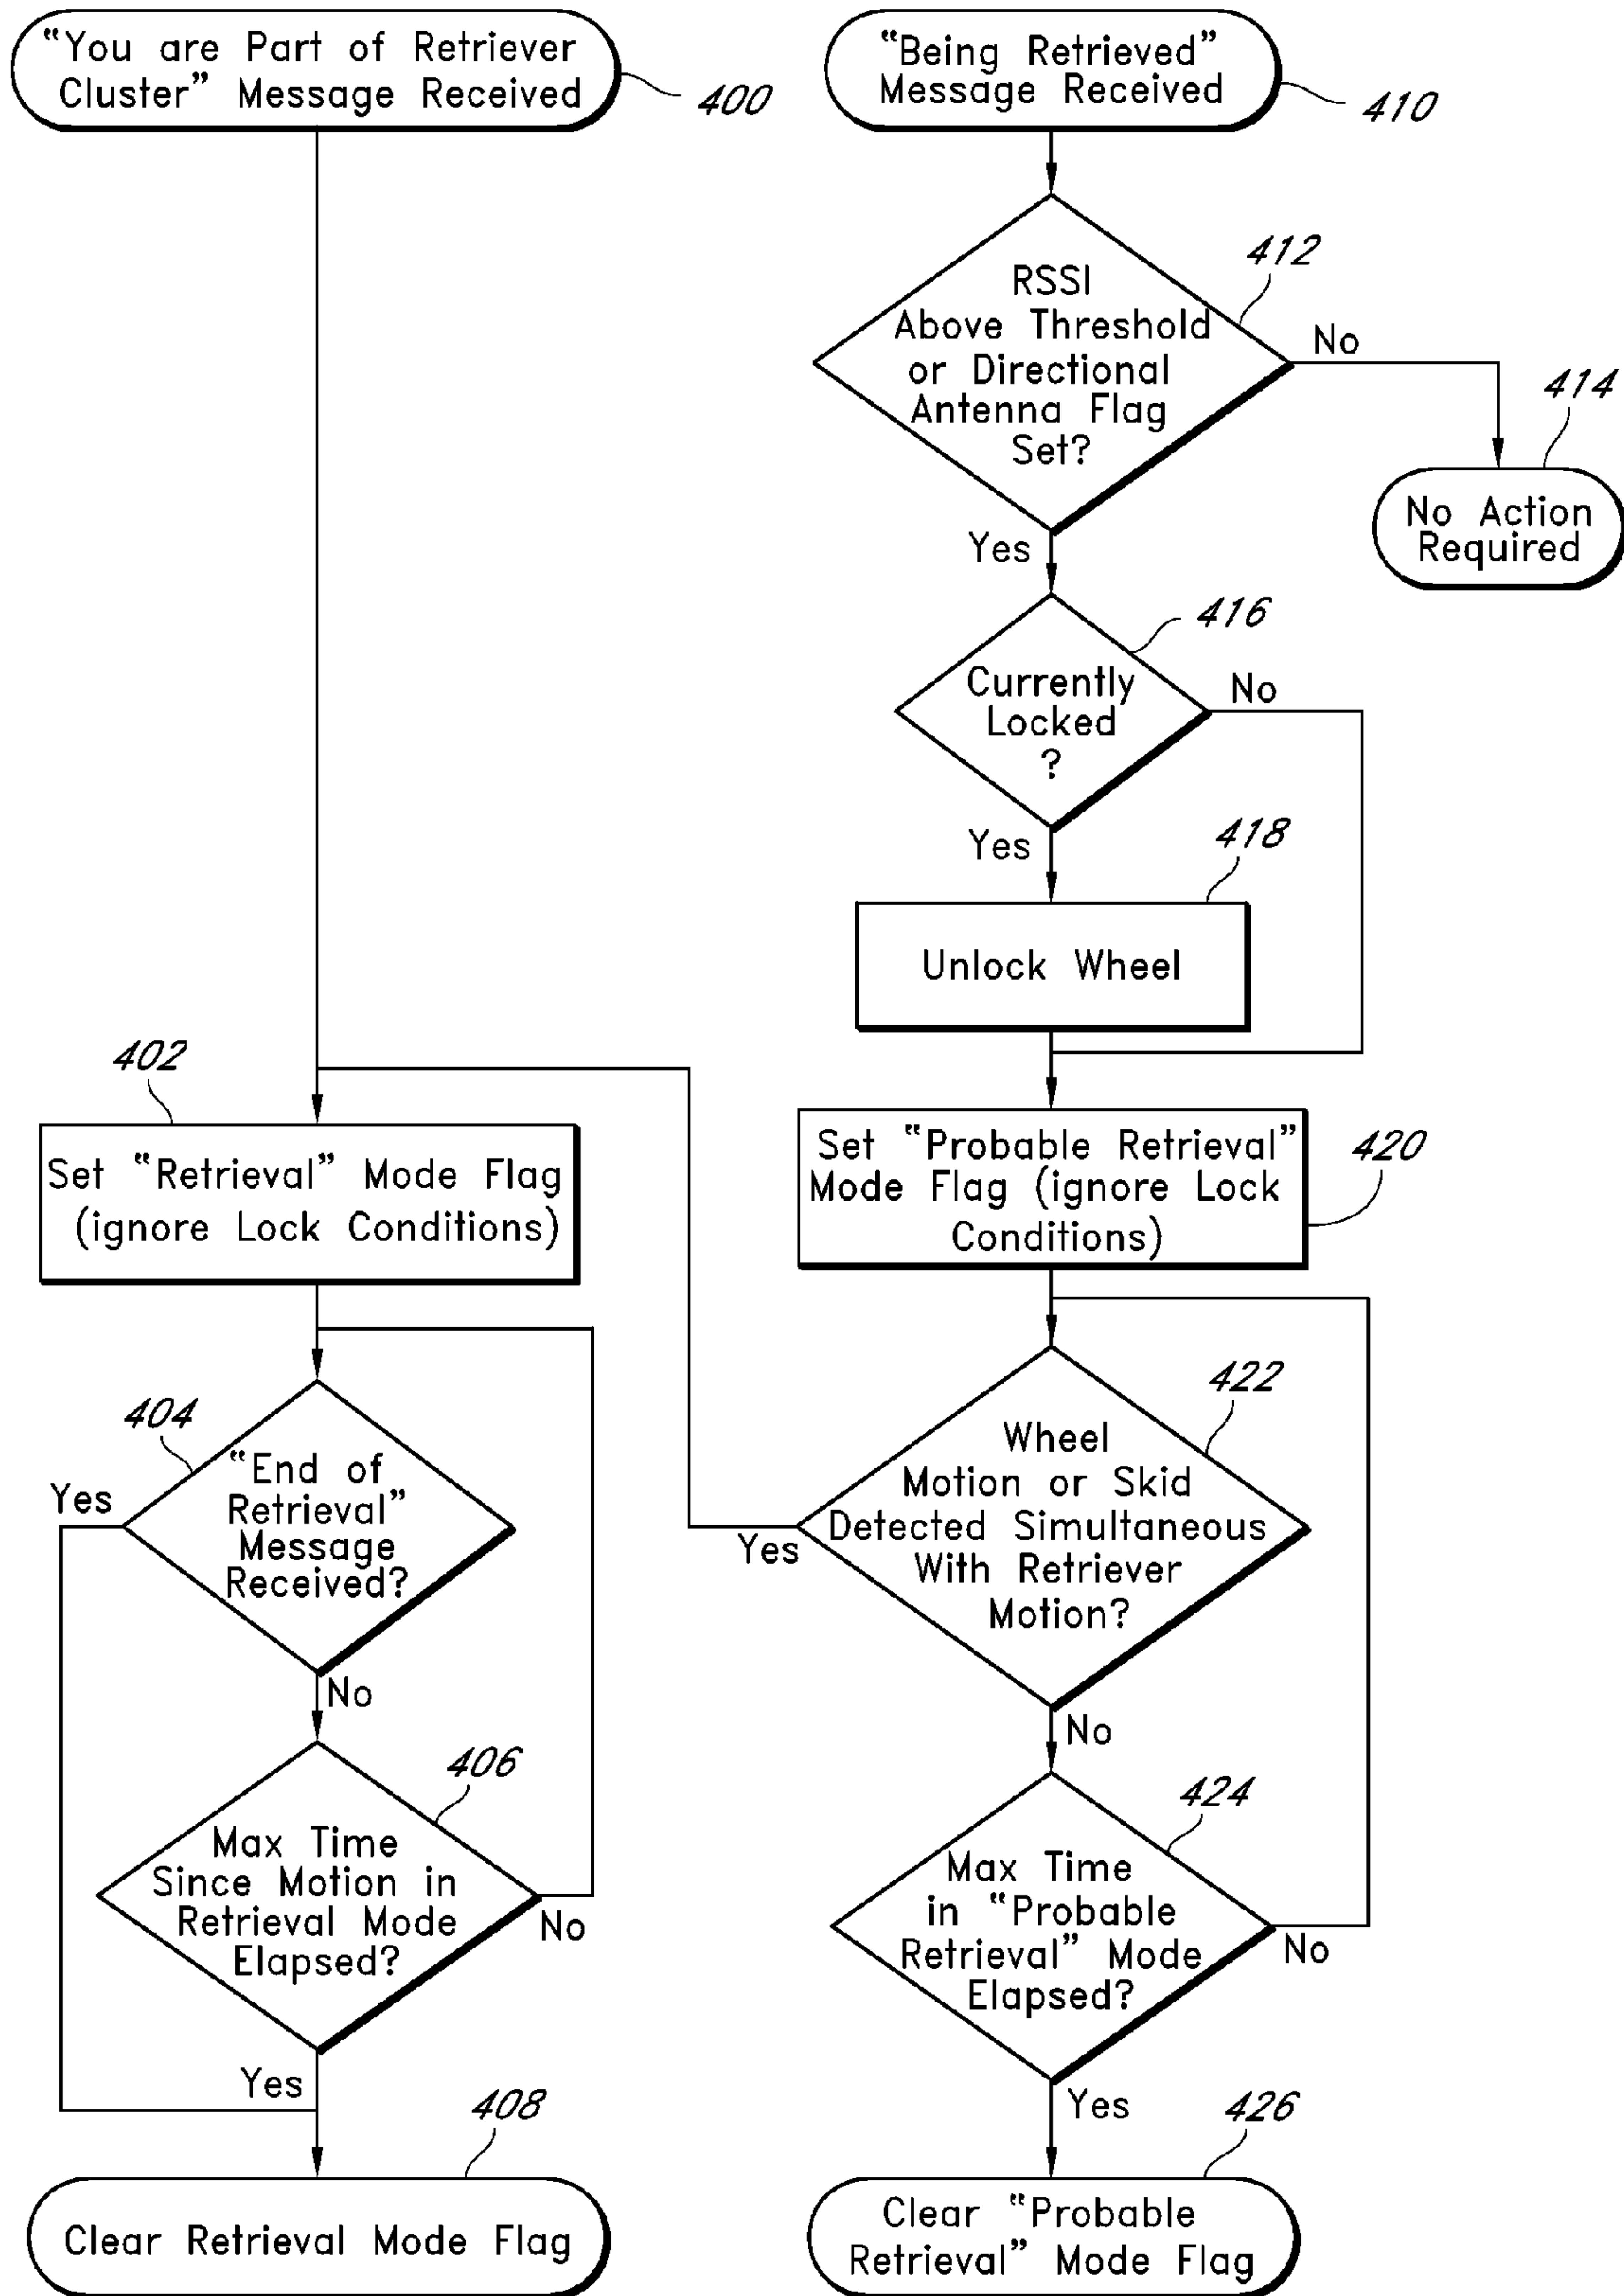 “You are Part of Retriever
Cluster” Message Received
400
“Being Retrieved”
Message Received
410
412
RSSI
Above Threshold
or Directional
Antenna Flag
Set?
No
414
No Action
Required
Yes
416
Currently
Locked
?
No
Yes
418
Unlock Wheel
402
Set “Retrieval” Mode Flag
(ignore Lock Conditions)
Set “Probable Retrieval”
Mode Flag (ignore Lock
Conditions)
420
404
“End of
Retrieval”
Message
Received?
Yes
No
422
Wheel
Motion or Skid
Detected Simultaneous
With Retriever
Motion?
Yes
No
406
Max Time
Since Motion in
Retrieval Mode
Elapsed?
No
Yes
424
Max Time
in “Probable
Retrieval” Mode
Elapsed?
No
Yes
408
Clear Retrieval Mode Flag
426
Clear “Probable
Retrieval” Mode Flag